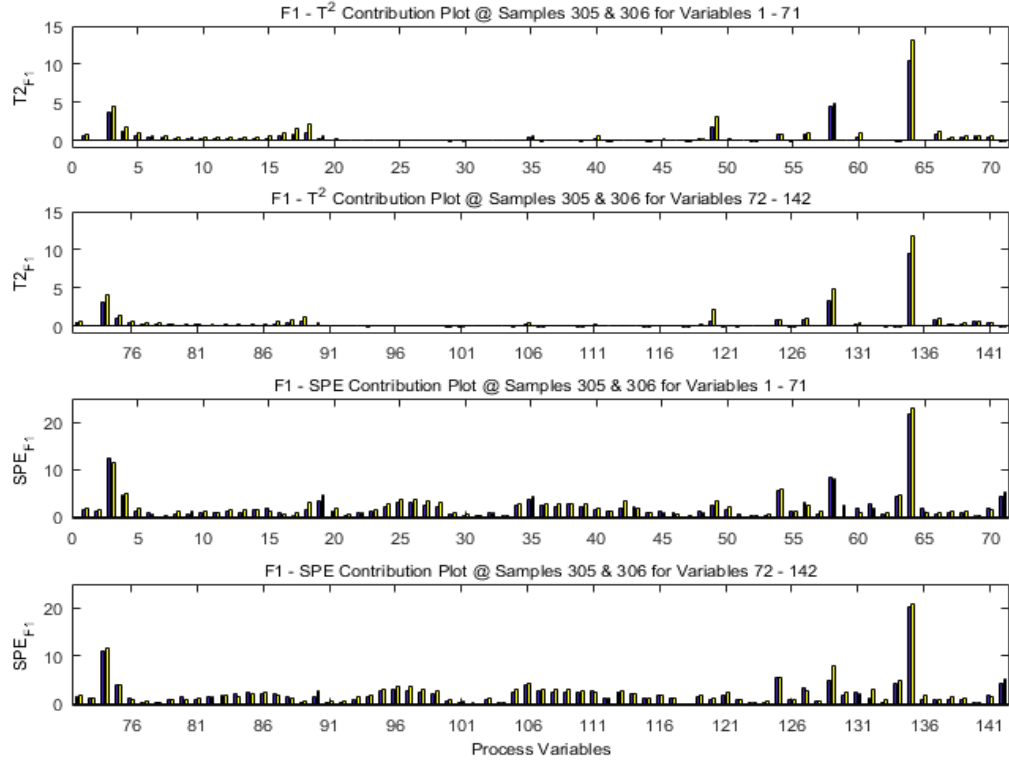 F1 - T² Contribution Plot @ Samples 305 & 306 for Variables 1 - 71
15
10
5
0
T2F1
0 5 10 15 20 25 30 35 40 45 50 55 60 65 70
F1 - T² Contribution Plot @ Samples 305 & 306 for Variables 72 - 142
15
10
5
0
T2F1
76 81 86 91 96 101 106 111 116 121 126 131 136 141
F1 - SPE Contribution Plot @ Samples 305 & 306 for Variables 1 - 71
20
10
0
SPEF1
0 5 10 15 20 25 30 35 40 45 50 55 60 65 70
F1 - SPE Contribution Plot @ Samples 305 & 306 for Variables 72 - 142
20
10
0
SPEF1
76 81 86 91 96 101 106 111 116 121 126 131 136 141
Process Variables